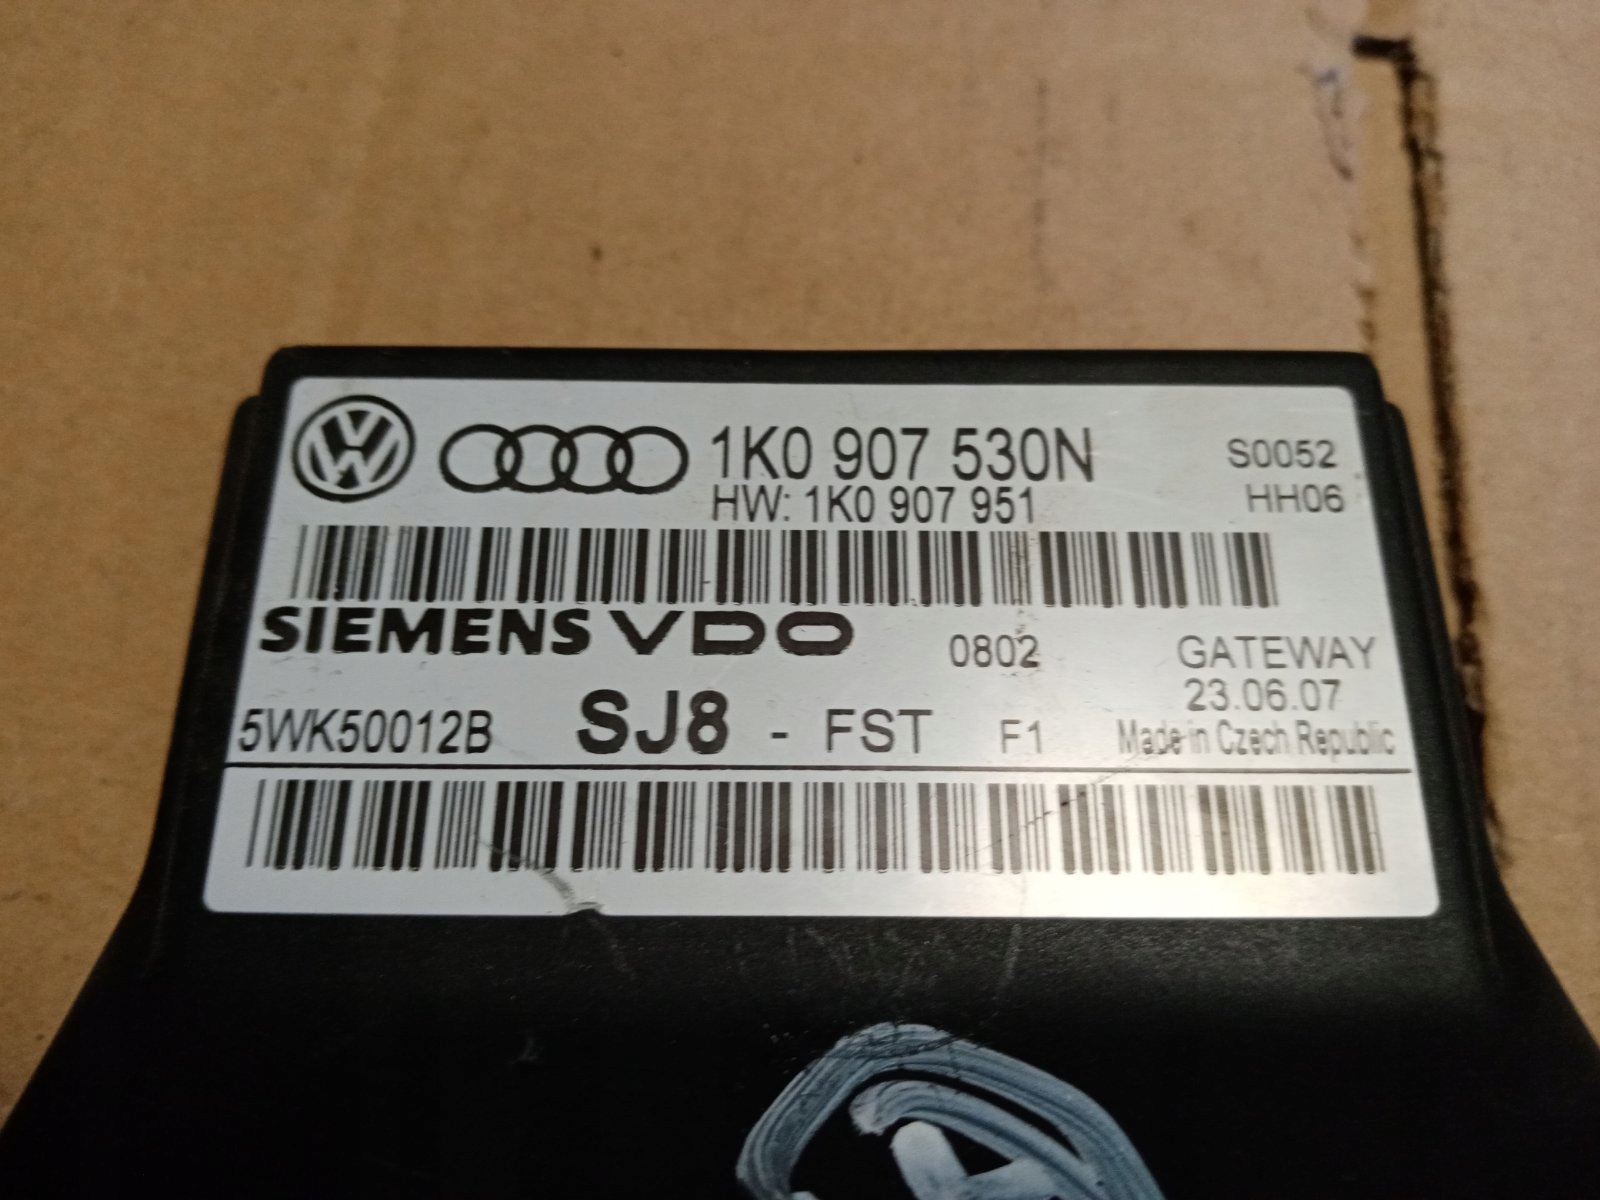 1K0 907 530N S0052
HW: 1K0 907 951 HH06
SIEMENS VDO 0802 GATEWAY
23.06.07
5WK50012B SJ8 - FST F1 Made in Czech Republic